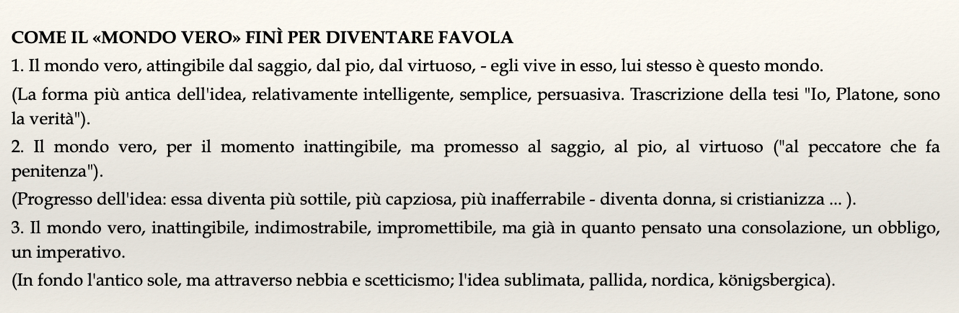 COME IL «MONDO VERO» FINÌ PER DIVENTARE FAVOLA
1. Il mondo vero, attingibile dal saggio, dal pio, dal virtuoso, - egli vive in esso, lui stesso è questo mondo.
(La forma più antica dell'idea, relativamente intelligente, semplice, persuasiva. Trascrizione della tesi "Io, Platone, sono
la verità").
2. Il mondo vero, per il momento inattingibile, ma promesso al saggio, al pio, al virtuoso ("al peccatore che fa
penitenza").
(Progresso dell'idea: essa diventa più sottile, più capziosa, più inafferrabile - diventa donna, si cristianizza ... ).
3. Il mondo vero, inattingibile, indimostrabile, impromettibile, ma già in quanto pensato una consolazione, un obbligo,
un imperativo.
(In fondo l'antico sole, ma attraverso nebbia e scetticismo; l'idea sublimata, pallida, nordica, königsbergica).